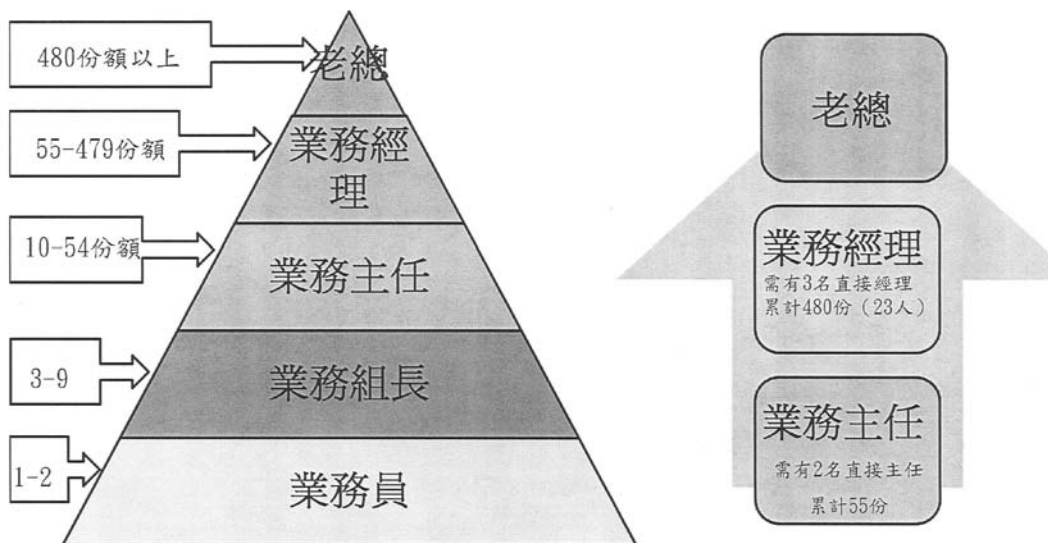 480份額以上
老總
55-479份額
業務經
理
10-54份額
業務主任
3-9
業務組長
1-2
業務員
老總
業務經理
需有3名直接經理
累計480份（23人）
業務主任
需有2名直接主任
累計55份